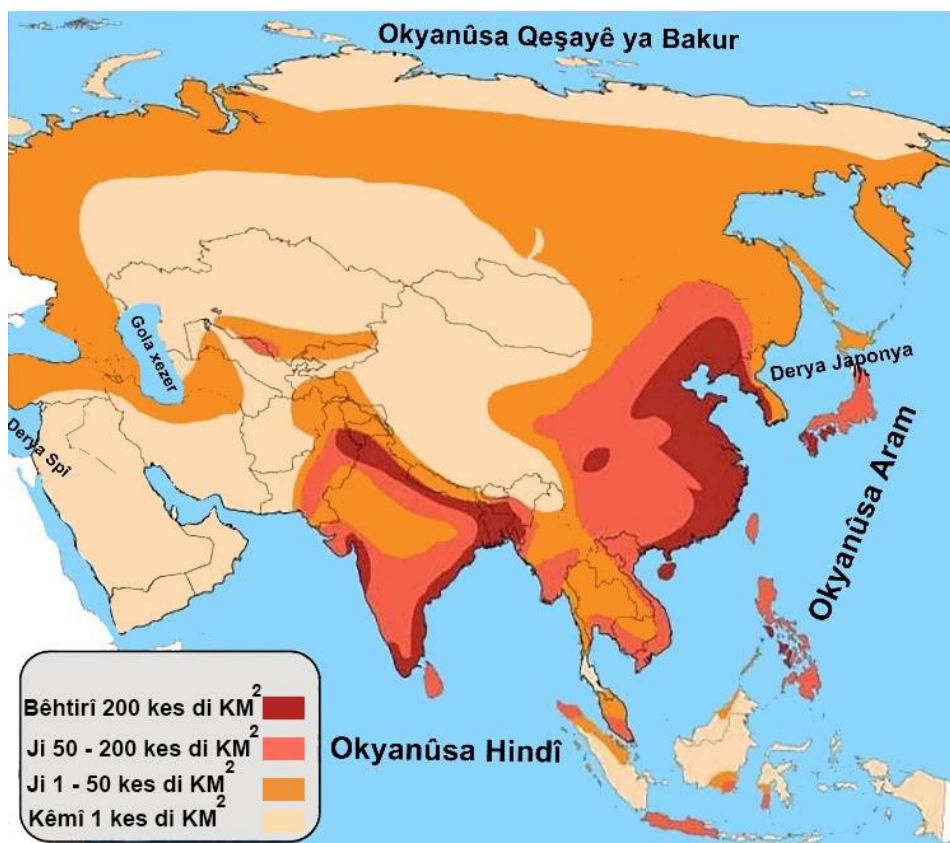 Okyanûsa Qeşayê ya Bakur
Gola xezer
Derya Japonya
Derya Spî
Okyanûsa Aram
Okyanûsa Hindî
Bêhtirî 200 kes di KM²
Ji 50 - 200 kes di KM²
Ji 1 - 50 kes di KM²
Kêmî 1 kes di KM²